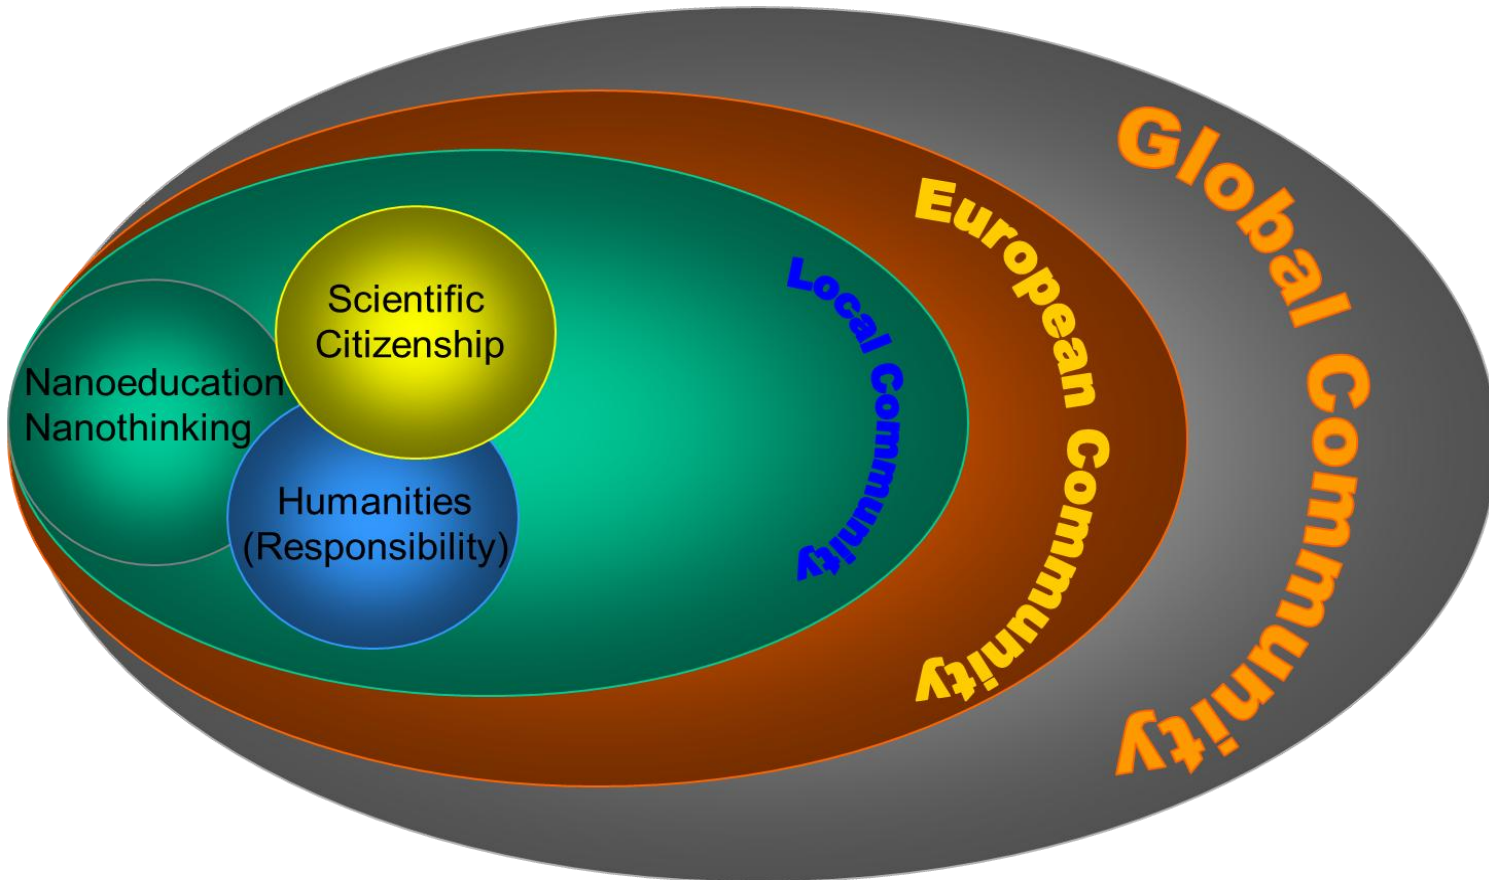 Scientific
Citizenship
Nanoeducation
Nanothinking
Humanities
(Responsibility)
Local Community
European Community
Global Community